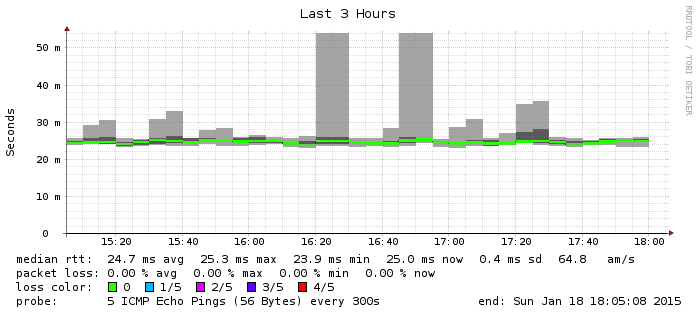 Last 3 Hours
RRDTOOL / TOBI OETIKER
Seconds
50 m
40 m
30 m
20 m
10 m
0
15:20 15:40 16:00 16:20 16:40 17:00 17:20 17:40 18:00
median rtt: 24.7 ms avg 25.3 ms max 23.9 ms min 25.0 ms now 0.4 ms sd 64.8 am/s
packet loss: 0.00 % avg 0.00 % max 0.00 % min 0.00 % now
loss color: 0 1/5 2/5 3/5 4/5
probe: 5 ICMP Echo Pings (56 Bytes) every 300s end: Sun Jan 18 18:05:08 2015